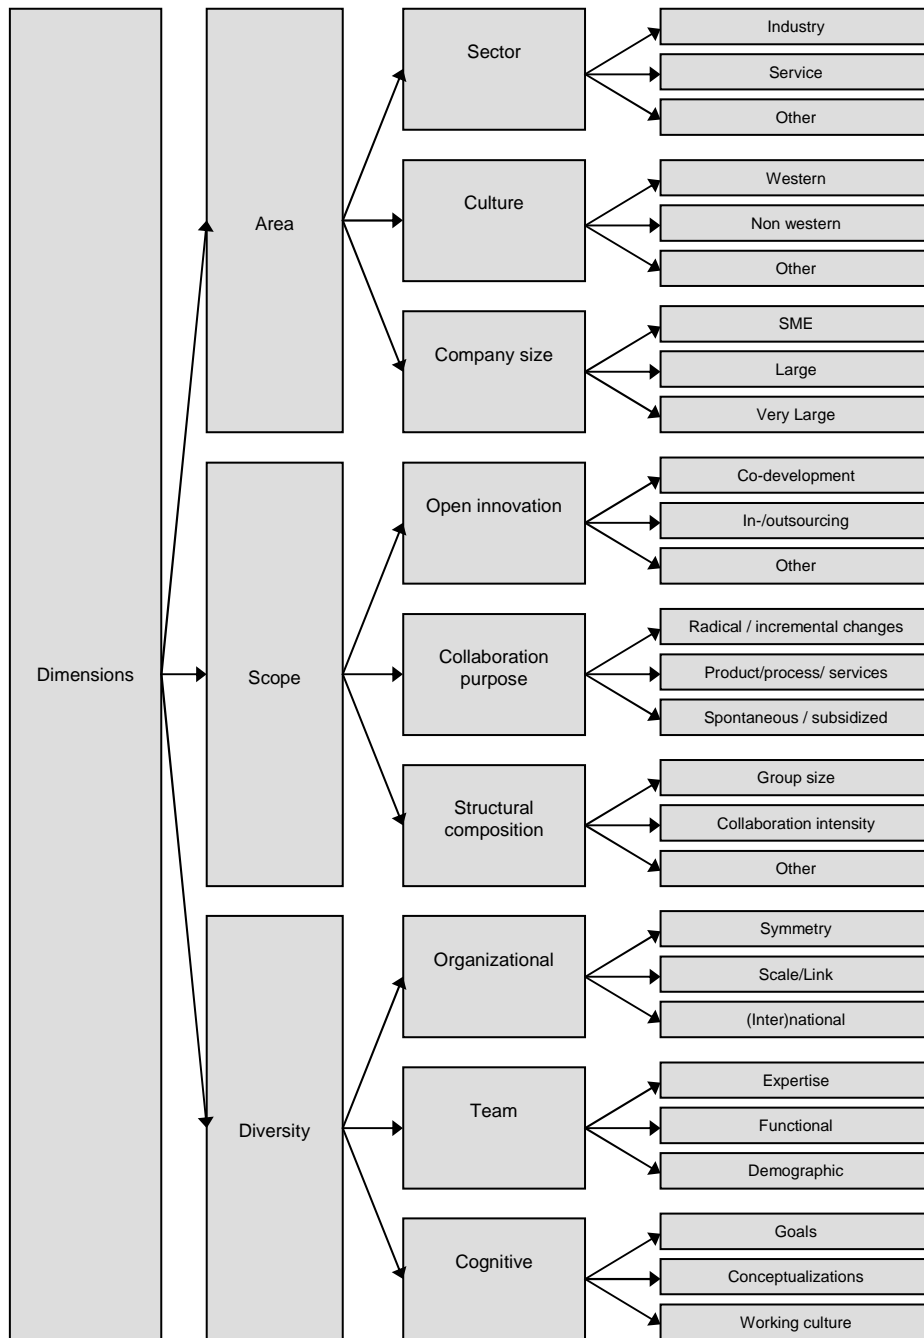 Dimensions
Area
Sector
Industry
Service
Other
Culture
Western
Non western
Other
Company size
SME
Large
Very Large
Scope
Open innovation
Co-development
In-/outsourcing
Other
Collaboration
purpose
Radical / incremental changes
Product/process/ services
Spontaneous / subsidized
Structural
composition
Group size
Collaboration intensity
Other
Diversity
Organizational
Symmetry
Scale/Link
(Inter)national
Team
Expertise
Functional
Demographic
Cognitive
Goals
Conceptualizations
Working culture